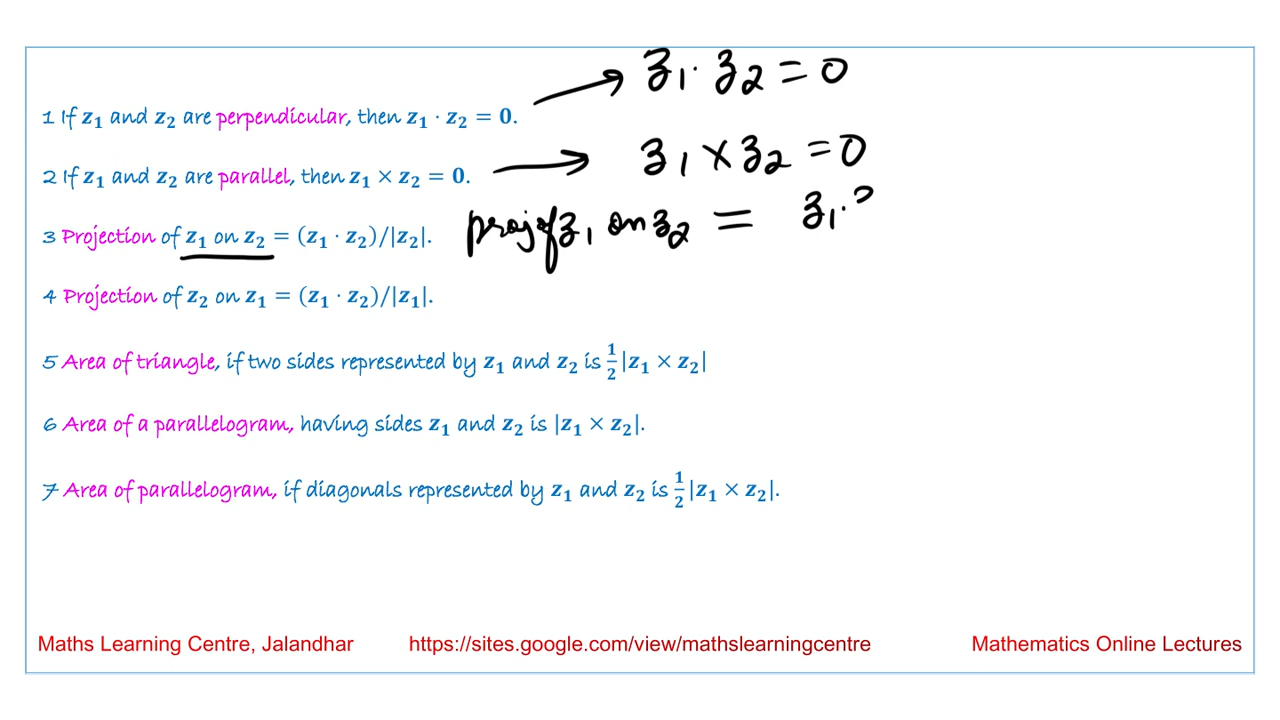 z₁ · z₂ = 0
1 If z₁ and z₂ are perpendicular, then z₁ · z₂ = 0.
z₁ × z₂ = 0
2 If z₁ and z₂ are parallel, then z₁ × z₂ = 0.
3 Projection of z₁ on z₂ = (z₁ · z₂)/|z₂|. proj of z₁ on z₂ = z₁ ·
4 Projection of z₂ on z₁ = (z₁ · z₂)/|z₁|.
5 Area of triangle, if two sides represented by z₁ and z₂ is ½|z₁ × z₂|
6 Area of a parallelogram, having sides z₁ and z₂ is |z₁ × z₂|.
7 Area of parallelogram, if diagonals represented by z₁ and z₂ is ½|z₁ × z₂|.
Maths Learning Centre, Jalandhar https://sites.google.com/view/mathslearningcentre Mathematics Online Lectures